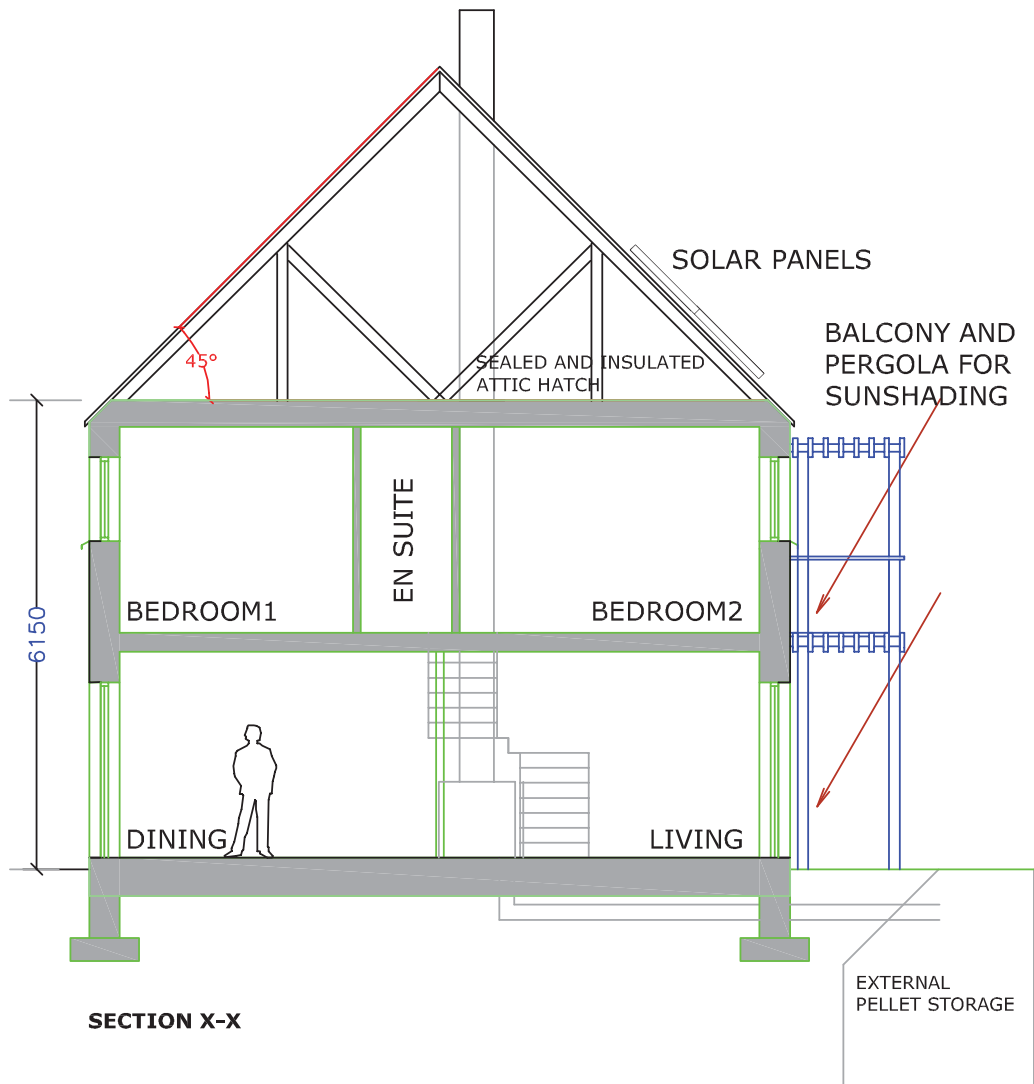 SOLAR PANELS
BALCONY AND
PERGOLA FOR
SUNSHADING
45°
SEALED AND INSULATED
ATTIC HATCH
EN SUITE
BEDROOM1
BEDROOM2
6150
DINING
LIVING
EXTERNAL
PELLET STORAGE
SECTION X-X